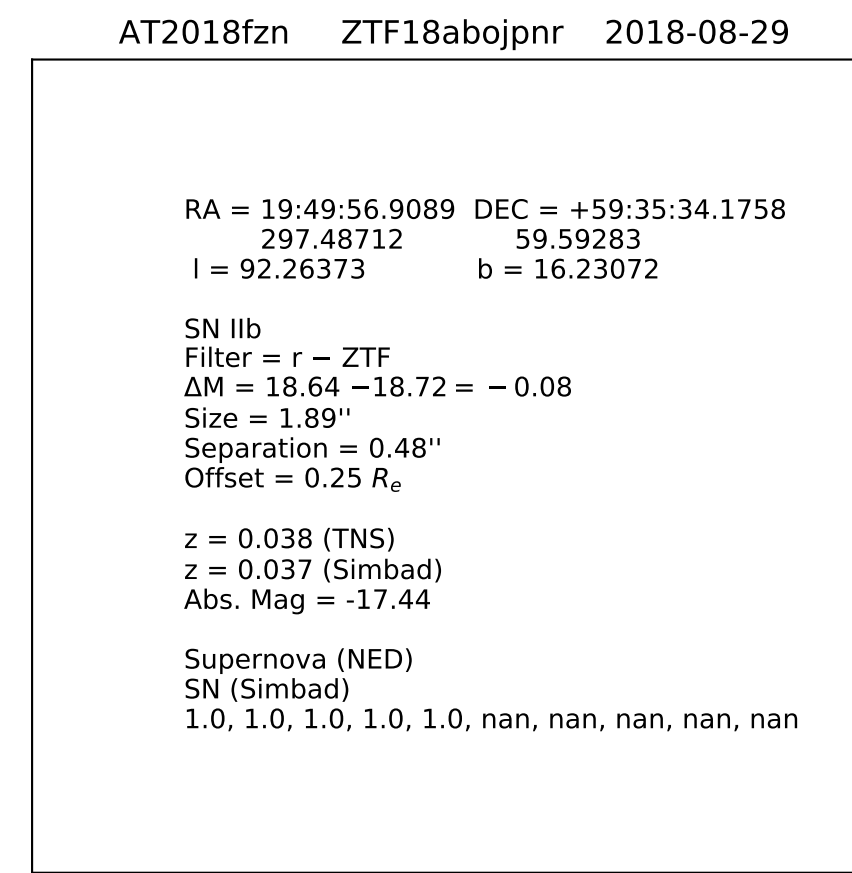 AT2018fzn ZTF18abojpnr 2018-08-29
RA = 19:49:56.9089 DEC = +59:35:34.1758
297.48712 59.59283
l = 92.26373 b = 16.23072
SN IIb
Filter = r − ZTF
ΔM = 18.64 −18.72 = − 0.08
Size = 1.89''
Separation = 0.48''
Offset = 0.25 Re
z = 0.038 (TNS)
z = 0.037 (Simbad)
Abs. Mag = -17.44
Supernova (NED)
SN (Simbad)
1.0, 1.0, 1.0, 1.0, 1.0, nan, nan, nan, nan, nan